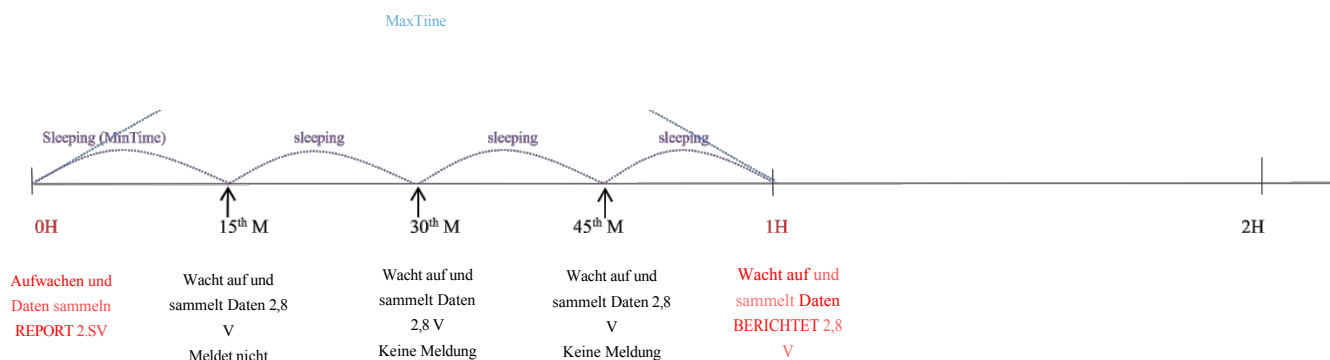 MaxTiine
Sleeping (MinTime)
sleeping
sleeping
sleeping
0H
15th M
30th M
45th M
1H
2H
Aufwachen und
Daten sammeln
REPORT 2.SV
Wacht auf und
sammelt Daten 2,8
V
Meldet nicht
Wacht auf und
sammelt Daten
2,8 V
Keine Meldung
Wacht auf und
sammelt Daten 2,8
V
Keine Meldung
Wacht auf und
sammelt Daten
BERICHTET 2,8
V